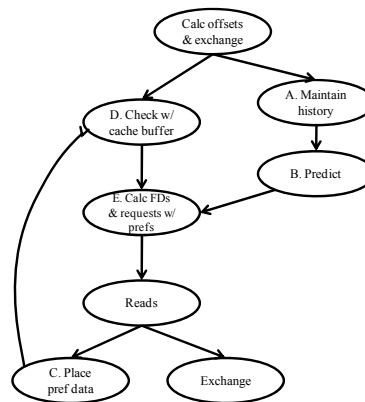 Calc offsets
& exchange
D. Check w/
cache buffer
A. Maintain
history
B. Predict
E. Calc FDs
& requests w/
prefs
Reads
C. Place
pref data
Exchange